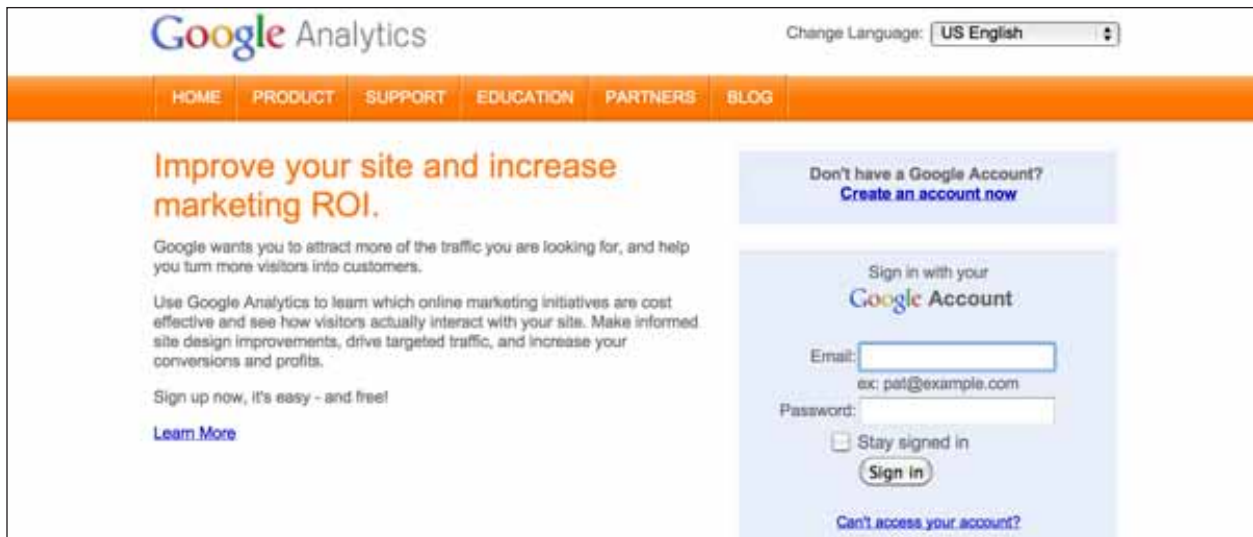 Google Analytics
Change Language: US English
HOME PRODUCT SUPPORT EDUCATION PARTNERS BLOG
Improve your site and increase
marketing ROI.
Google wants you to attract more of the traffic you are looking for, and help
you turn more visitors into customers.
Use Google Analytics to learn which online marketing initiatives are cost
effective and see how visitors actually interact with your site. Make informed
site design improvements, drive targeted traffic, and increase your
conversions and profits.
Sign up now, it's easy - and free!
Learn More
Don't have a Google Account?
Create an account now
Sign in with your
Google Account
Email:
ex: pat@example.com
Password:
Stay signed in
Sign in
Can't access your account?